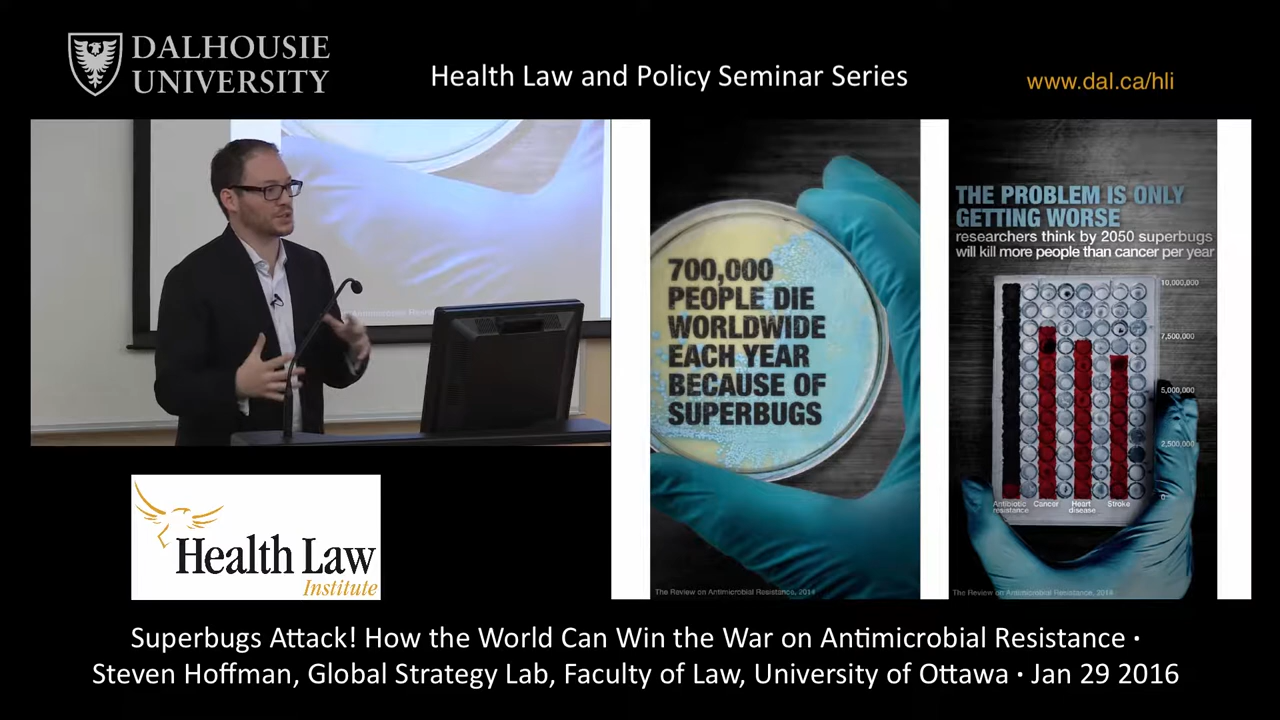 DALHOUSIE
UNIVERSITY
Health Law and Policy Seminar Series
www.dal.ca/hli
700,000
PEOPLE DIE
WORLDWIDE
EACH YEAR
BECAUSE OF
SUPERBUGS
The Review on Antimicrobial Resistance, 2014
THE PROBLEM IS ONLY
GETTING WORSE
researchers think by 2050 superbugs
will kill more people than cancer per year
10,000,000
7,500,000
5,000,000
2,500,000
0
Antibiotic
resistance
Cancer
Heart
disease
Stroke
The Review on Antimicrobial Resistance, 2014
Health Law
Institute
Superbugs Attack! How the World Can Win the War on Antimicrobial Resistance •
Steven Hoffman, Global Strategy Lab, Faculty of Law, University of Ottawa • Jan 29 2016